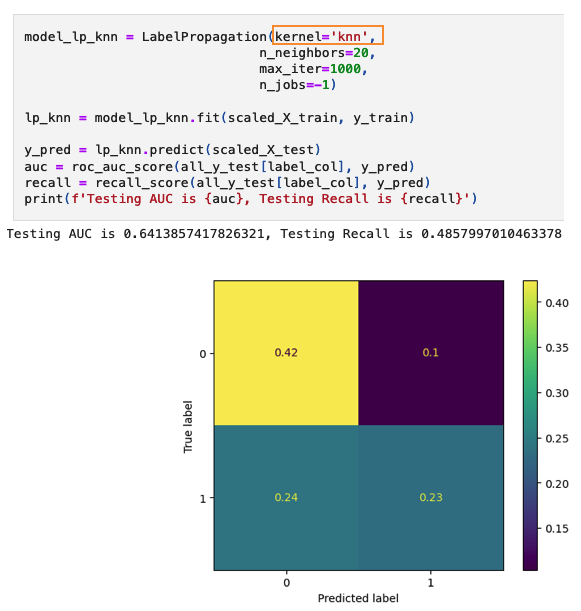 model_lp_knn = LabelPropagation(kernel='knn',
n_neighbors=20,
max_iter=1000,
n_jobs=-1)
lp_knn = model_lp_knn.fit(scaled_X_train, y_train)
y_pred = lp_knn.predict(scaled_X_test)
auc = roc_auc_score(all_y_test[label_col], y_pred)
recall = recall_score(all_y_test[label_col], y_pred)
print(f'Testing AUC is {auc}, Testing Recall is {recall}')
Testing AUC is 0.6413857417826321, Testing Recall is 0.4857997010463378
0.40
0.35
0.30
0.25
0.20
0.15
True label
0
0.42
0.1
1
0.24
0.23
0
1
Predicted label